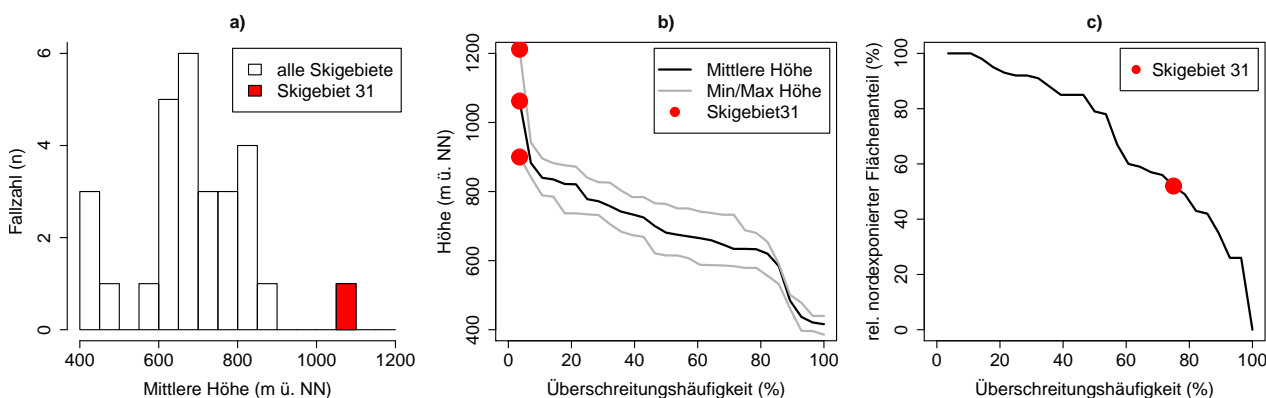 a)
Fallzahl (n)
0
2
4
6
alle Skigebiete
Skigebiet 31
400
600
800
1000
1200
Mittlere Höhe (m ü. NN)
b)
Höhe (m ü. NN)
400
600
800
1000
1200
Mittlere Höhe
Min/Max Höhe
Skigebiet31
0
20
40
60
80
100
Überschreitungshäufigkeit (%)
c)
rel. nordexponierter Flächenanteil (%)
0
20
40
60
80
100
Skigebiet 31
0
20
40
60
80
100
Überschreitungshäufigkeit (%)